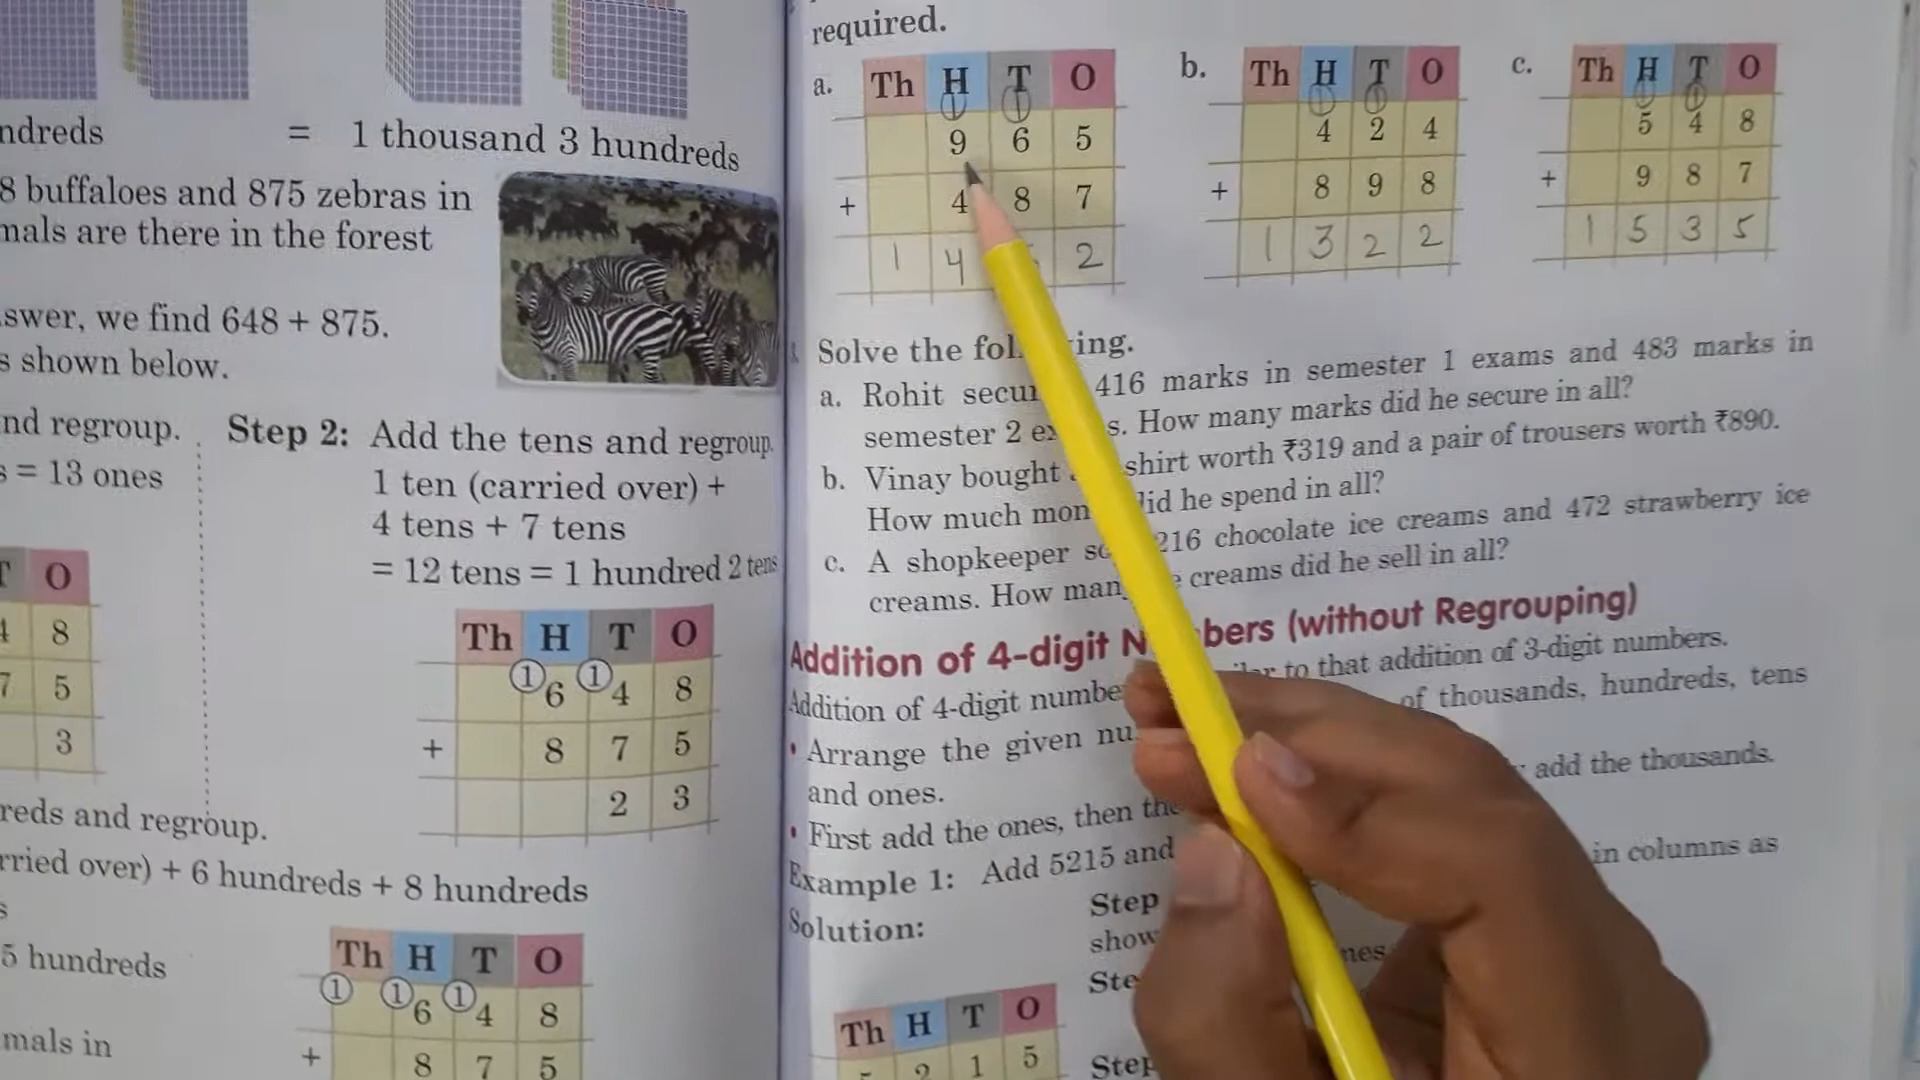 ndreds = 1 thousand 3 hundreds
8 buffaloes and 875 zebras in
mals are there in the forest
swer, we find 648 + 875.
s shown below.
nd regroup.
s = 13 ones
T O
4 8
7 5
3
Step 2: Add the tens and regroup.
1 ten (carried over) +
4 tens + 7 tens
= 12 tens = 1 hundred 2 tens
Th H T O
1 6 1 4 8
+ 8 7 5
2 3
reds and regroup.
rried over) + 6 hundreds + 8 hundreds
s
5 hundreds
mals in
Th H T O
1 1 6 1 4 8
+ 8 7 5
required.
a. Th H T O
1 1
9 6 5
+ 4 8 7
1 4 2
b. Th H T O
1 1
4 2 4
+ 8 9 8
1 3 2 2
c. Th H T O
1 1
5 4 8
+ 9 8 7
1 5 3 5
Solve the following.
a. Rohit secu 416 marks in semester 1 exams and 483 marks in
semester 2 ex s. How many marks did he secure in all?
b. Vinay bought shirt worth ₹319 and a pair of trousers worth ₹890.
How much mon did he spend in all?
c. A shopkeeper so 216 chocolate ice creams and 472 strawberry ice
creams. How many creams did he sell in all?
Addition of 4-digit Numbers (without Regrouping)
Addition of 4-digit numbe to that addition of 3-digit numbers.
• Arrange the given nu of thousands, hundreds, tens
and ones.
• First add the ones, then the add the thousands.
Example 1: Add 5215 and
Solution: Step in columns as
show
Ste nes
Th H T O
2 1 5
Step